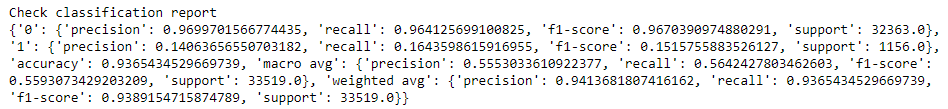 Check classification report
{'0': {'precision': 0.9699701566774435, 'recall': 0.964125699100825, 'f1-score': 0.9670390974880291, 'support': 32363.0},
'1': {'precision': 0.14063656550703182, 'recall': 0.1643598615916955, 'f1-score': 0.1515755883526127, 'support': 1156.0},
'accuracy': 0.9365434529669739, 'macro avg': {'precision': 0.5553033610922377, 'recall': 0.5642427803462603, 'f1-score':
0.5593073429203209, 'support': 33519.0}, 'weighted avg': {'precision': 0.9413681807416162, 'recall': 0.9365434529669739,
'f1-score': 0.9389154715874789, 'support': 33519.0}}